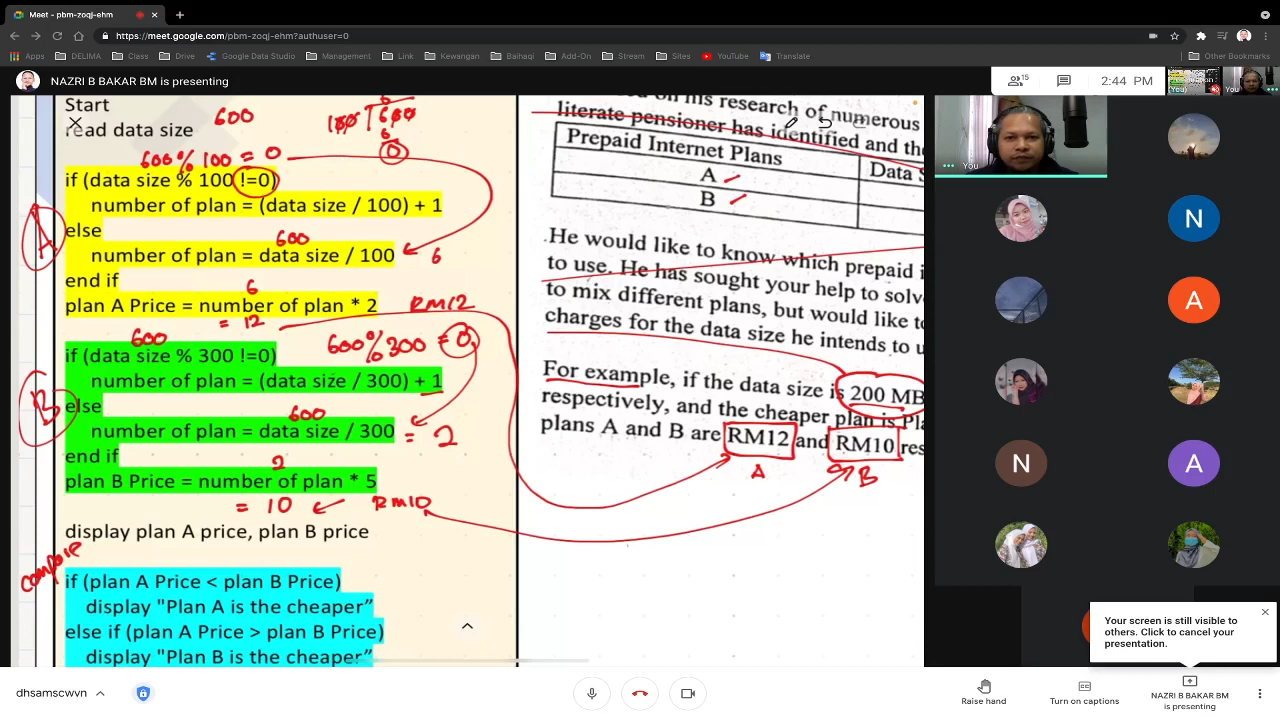 Meet - pbm-zoqj-ehm
https://meet.google.com/pbm-zoqj-ehm?authuser=0
Apps DELIMA Class Drive Google Data Studio Management Link Kewangan Baihaqi Add-On Stream Sites YouTube Translate Other Bookmarks
NAZRI B BAKAR BM is presenting
15
2:44 PM
You
You
Start
600
read data size
600 % 100 = 0
if (data size % 100 !=0)
number of plan = (data size / 100) + 1
else
600
number of plan = data size / 100
6
end if
6
plan A Price = number of plan * 2
RM12
= 12
A
600
600 % 300 = 0
if (data size % 300 !=0)
number of plan = (data size / 300) + 1
else
600
number of plan = data size / 300
= 2
end if
2
plan B Price = number of plan * 5
= 10
RM10
B
display plan A price, plan B price
compare
if (plan A Price < plan B Price)
display "Plan A is the cheaper”
else if (plan A Price > plan B Price)
display "Plan B is the cheaper”
on his research of numerous
literate pensioner has identified and the
Prepaid Internet Plans
Data S
A
B
He would like to know which prepaid i
to use. He has sought your help to solv
to mix different plans, but would like to
charges for the data size he intends to u
For example, if the data size is 200 MB
respectively, and the cheaper plan is Pla
plans A and B are RM12 and RM10 res
A
B
You
N
A
N
A
Your screen is still visible to
others. Click to cancel your
presentation.
dhsamscwvn
Raise hand
Turn on captions
NAZRI B BAKAR BM
is presenting